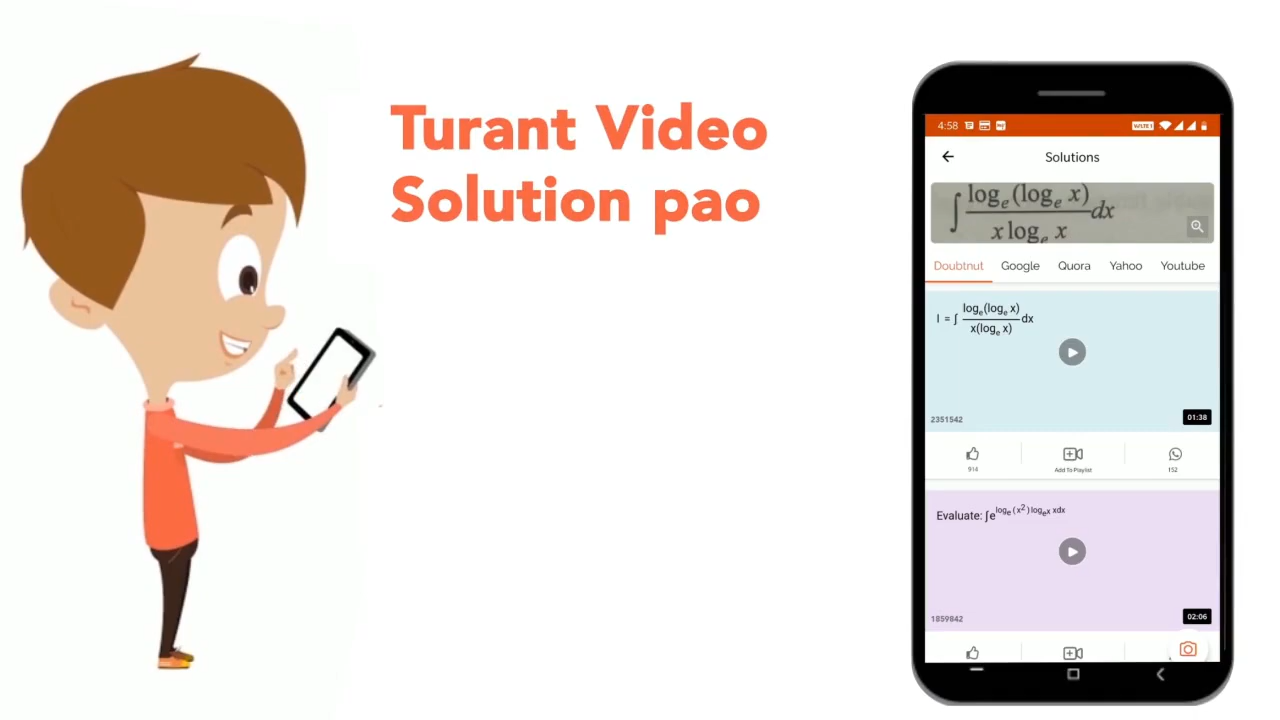 Turant Video
Solution pao
4:58
VoLTE1
Solutions
∫ logₑ(logₑ x) / x logₑ x dx
Doubtnut Google Quora Yahoo Youtube
I = ∫ logₑ(logₑ x) / x(logₑ x) dx
2351542 01:38
914 Add To Playlist 152
Evaluate: ∫e^logₑ(x²)logₑx xdx
1859842 02:06